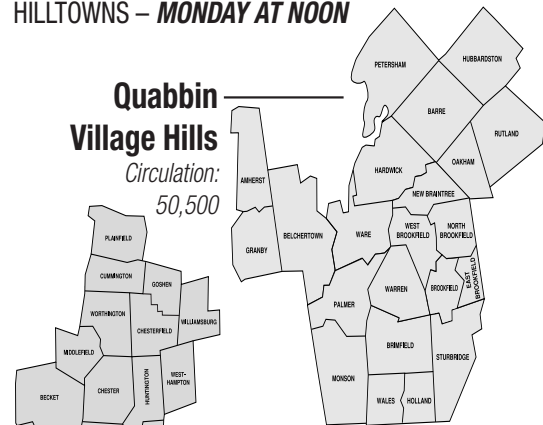 HILLTOWNS – MONDAY AT NOON
Quabbin
Village Hills
Circulation:
50,500
PETERSHAM
HUBBARDSTON
BARRE
RUTLAND
OAKHAM
HARDWICK
NEW BRAINTREE
AMHERST
BELCHERTOWN
GRANBY
WARE
WEST
BROOKFIELD
NORTH
BROOKFIELD
EAST
BROOKFIELD
BROOKFIELD
WARREN
PALMER
BRIMFIELD
STURBRIDGE
MONSON
WALES
HOLLAND
PLAINFIELD
CUMMINGTON
GOSHEN
WORTHINGTON
CHESTERFIELD
WILLIAMSBURG
MIDDLEFIELD
BECKET
CHESTER
HUNTINGTON
WEST-
HAMPTON